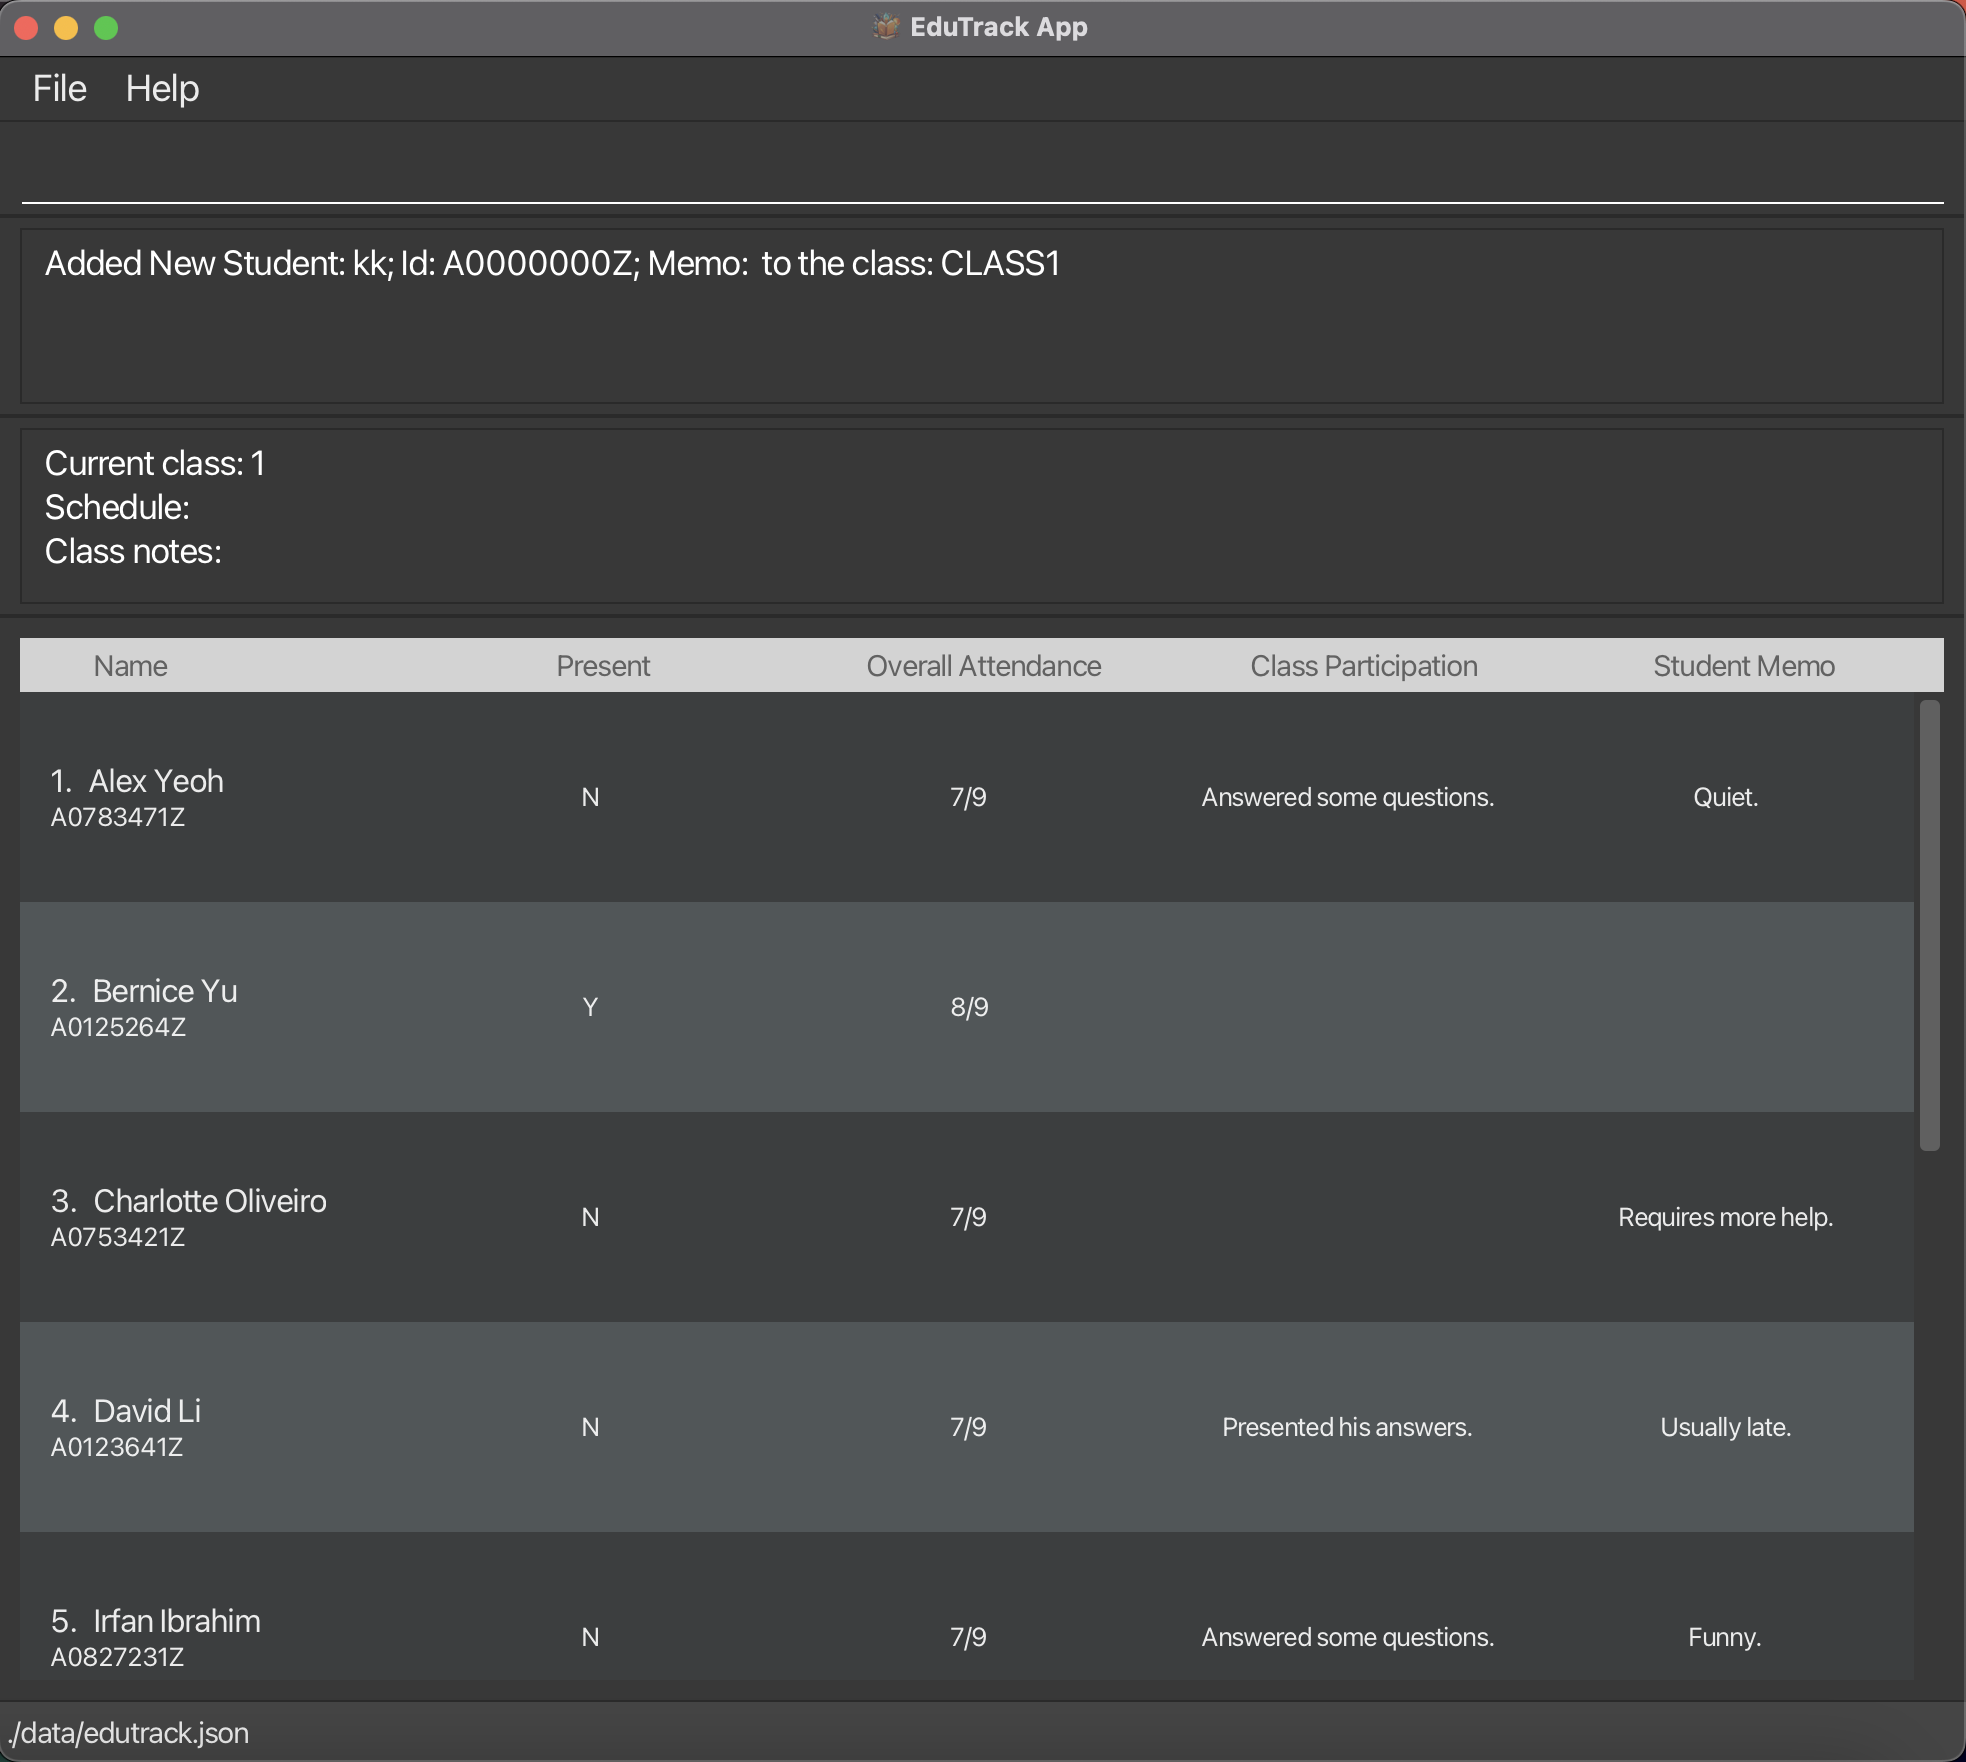 EduTrack App
File Help
Added New Student: kk; Id: A0000000Z; Memo:  to the class: CLASS1
Current class: 1
Schedule:
Class notes:
Name Present Overall Attendance Class Participation Student Memo
1. Alex Yeoh N 7/9 Answered some questions. Quiet.
A0783471Z
2. Bernice Yu Y 8/9
A0125264Z
3. Charlotte Oliveiro N 7/9 Requires more help.
A0753421Z
4. David Li N 7/9 Presented his answers. Usually late.
A0123641Z
5. Irfan Ibrahim N 7/9 Answered some questions. Funny.
A0827231Z
./data/edutrack.json